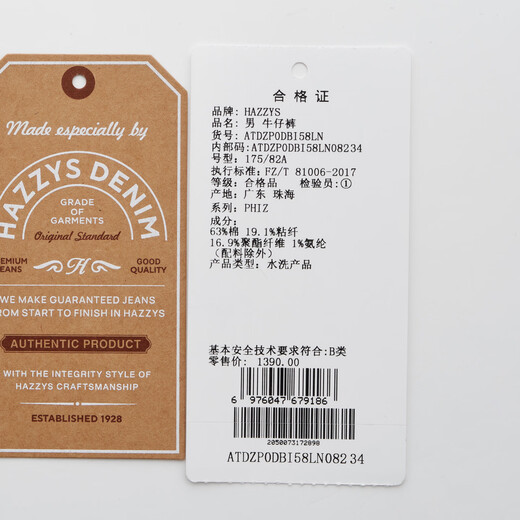 Made especially by
HAZZYS DENIM
GRADE
OF
GARMENTS
Original Standard
PREMIUM
JEANS
H
GOOD
QUALITY
WE MAKE GUARANTEED JEANS
FROM START TO FINISH IN HAZZYS
AUTHENTIC PRODUCT
WITH THE INTEGRITY STYLE OF
HAZZYS CRAFTSMANSHIP
ESTABLISHED 1928
合格证
品牌: HAZZYS
品名: 男 牛仔裤
货号: ATDZP0DBI58LN
内部码: ATDZP0DBI58LN08234
号型: 175/82A
执行标准: FZ/T 81006-2017
等级: 合格品 检验员:①
产地: 广东 珠海
系列: PHIZ
成分:
63%棉 19.1%粘纤
16.9%聚酯纤维 1%氨纶
(配料除外)
产品类型: 水洗产品
基本安全技术要求符合:B类
零售价: 1390.00
6 976047 679186
2050073172898
ATDZP0DBI58LN08234